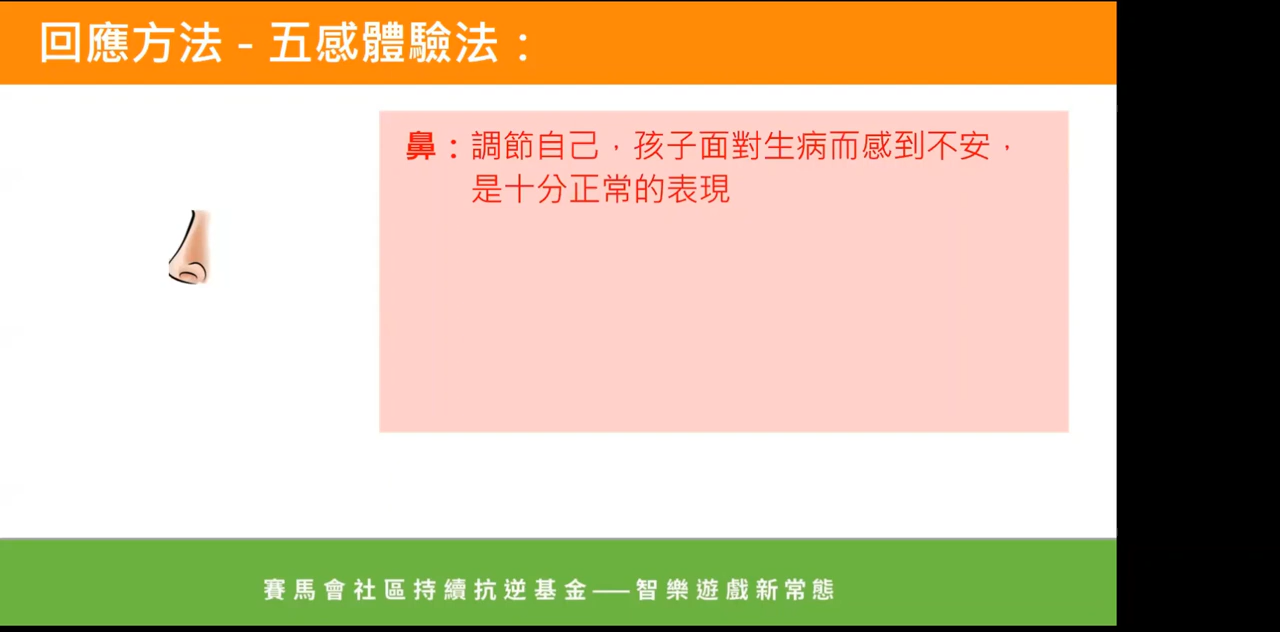 回應方法 - 五感體驗法：
鼻：調節自己，孩子面對生病而感到不安，
是十分正常的表現
賽馬會社區持續抗逆基金——智樂遊戲新常態